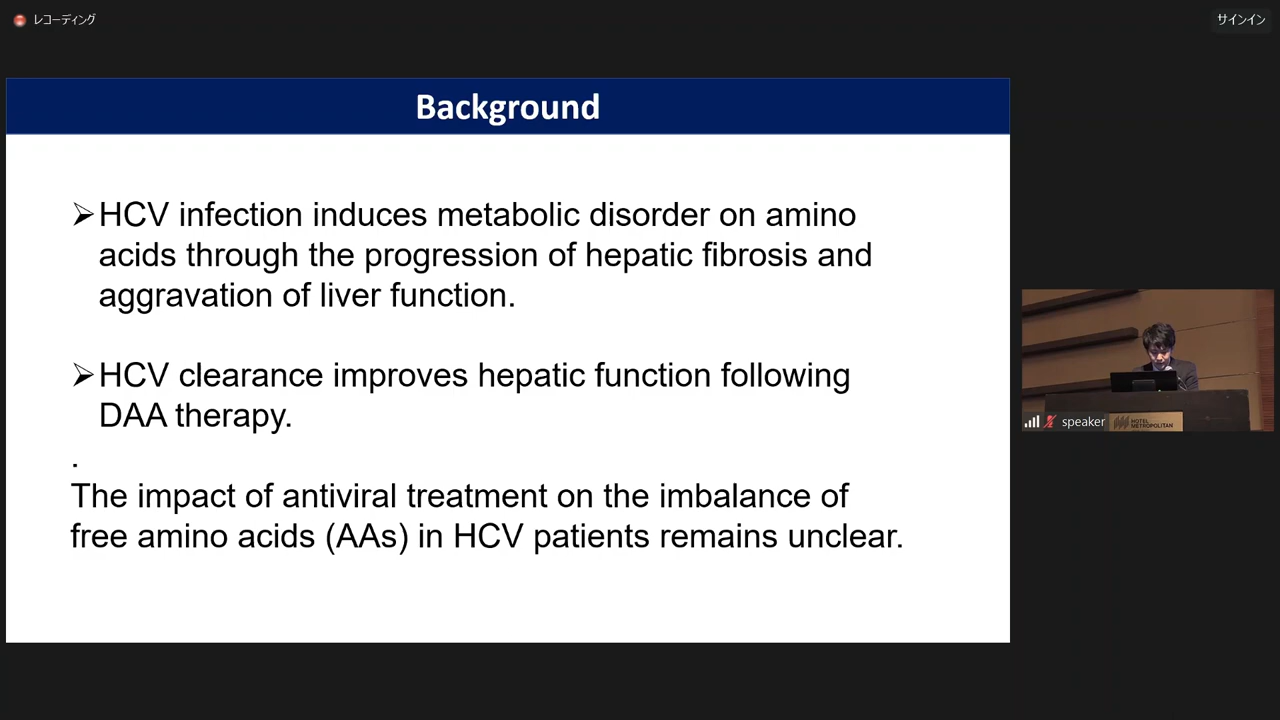 レコーディング
サインイン
Background
➢HCV infection induces metabolic disorder on amino
acids through the progression of hepatic fibrosis and
aggravation of liver function.
➢HCV clearance improves hepatic function following
DAA therapy.
.
The impact of antiviral treatment on the imbalance of
free amino acids (AAs) in HCV patients remains unclear.
speaker
HOTEL
METROPOLITAN